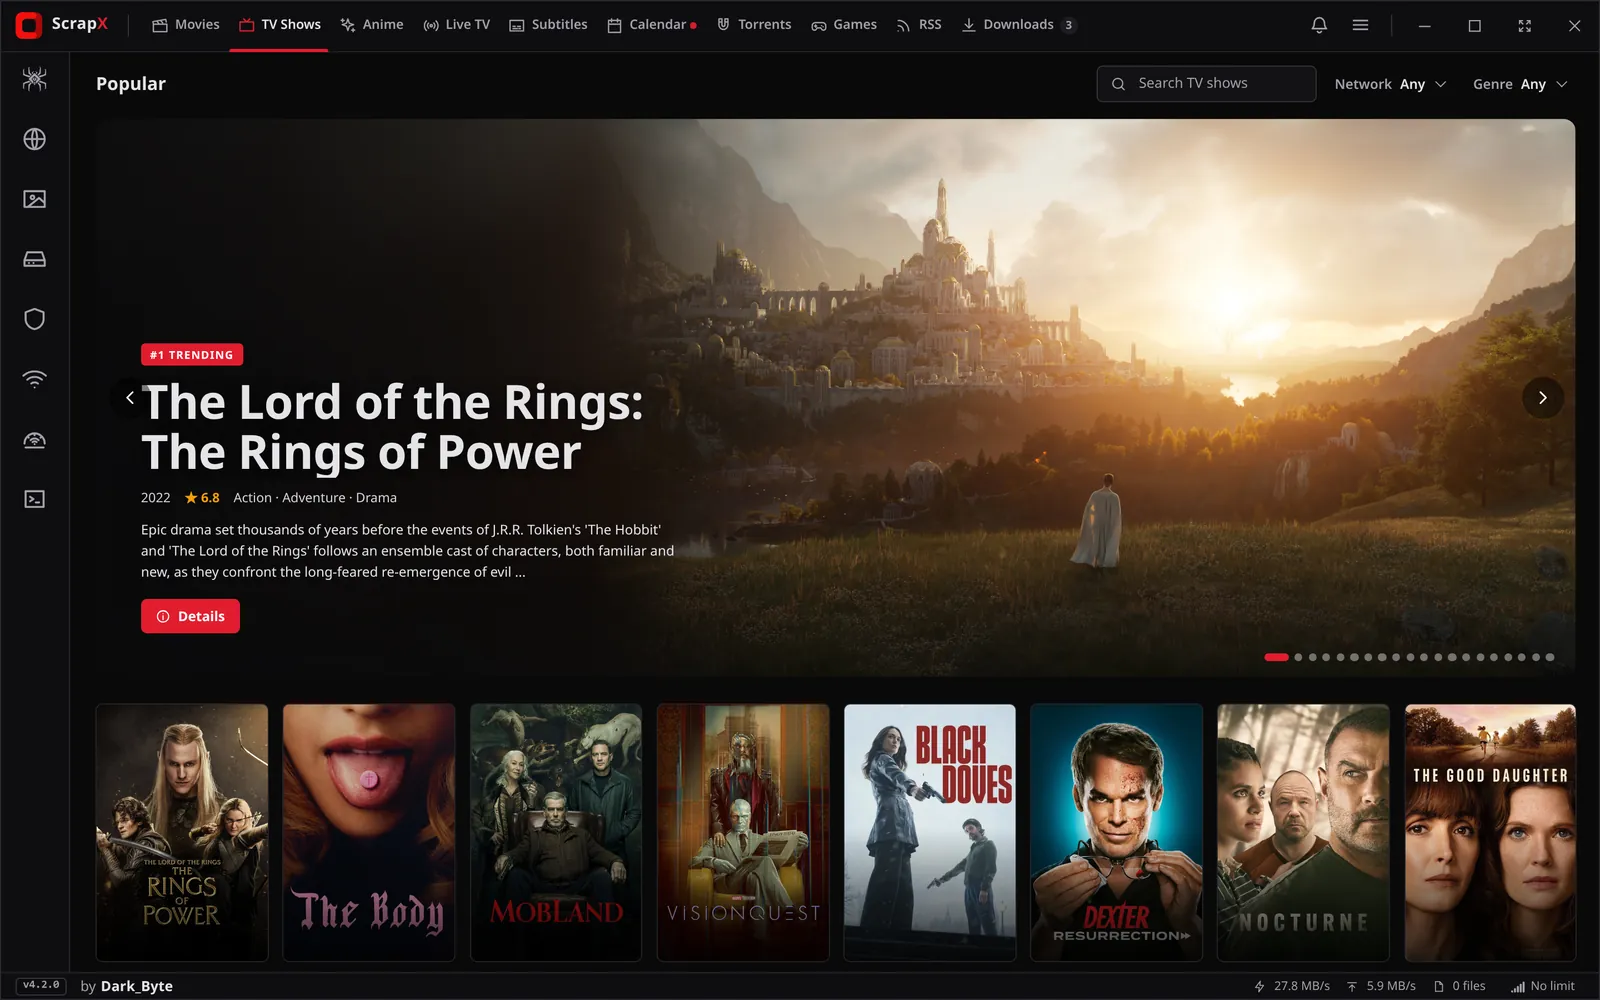 ScrapX
Movies
TV Shows
Anime
Live TV
Subtitles
Calendar
Torrents
Games
RSS
Downloads 3
Popular
Search TV shows
Network Any
Genre Any
#1 TRENDING
The Lord of the Rings:
The Rings of Power
2022 ★ 6.8 Action · Adventure · Drama
Epic drama set thousands of years before the events of J.R.R. Tolkien's 'The Hobbit'
and 'The Lord of the Rings' follows an ensemble cast of characters, both familiar and
new, as they confront the long-feared re-emergence of evil ...
Details
THE LORD OF THE RINGS
THE
RINGS
OF
POWER
The Body
MOBLAND
VISIONQUEST
BLACK
DOVES
DEXTER
RESURRECTION
NOCTURNE
THE GOOD DAUGHTER
v4.2.0
by Dark_Byte
27.8 MB/s
5.9 MB/s
0 files
No limit